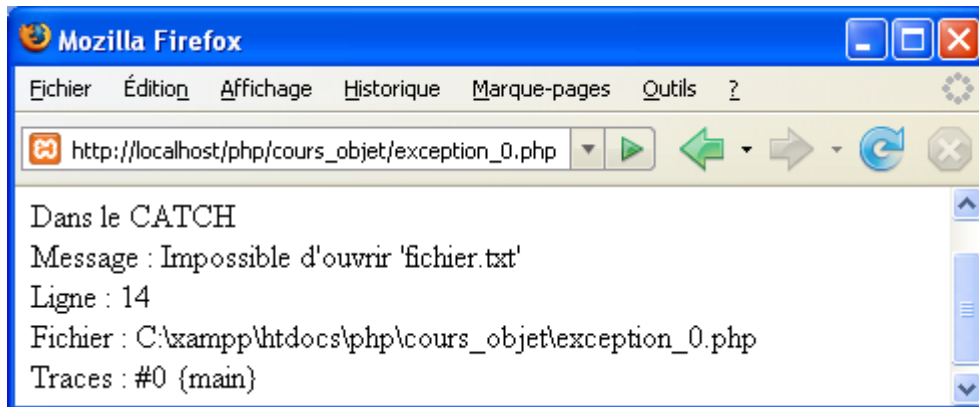 Mozilla Firefox
Fichier Édition Affichage Historique Marque-pages Outils ?
http://localhost/php/cours_objet/exception_0.php
Dans le CATCH
Message : Impossible d'ouvrir 'fichier.txt'
Ligne : 14
Fichier : C:\xampp\htdocs\php\cours_objet\exception_0.php
Traces : #0 {main}